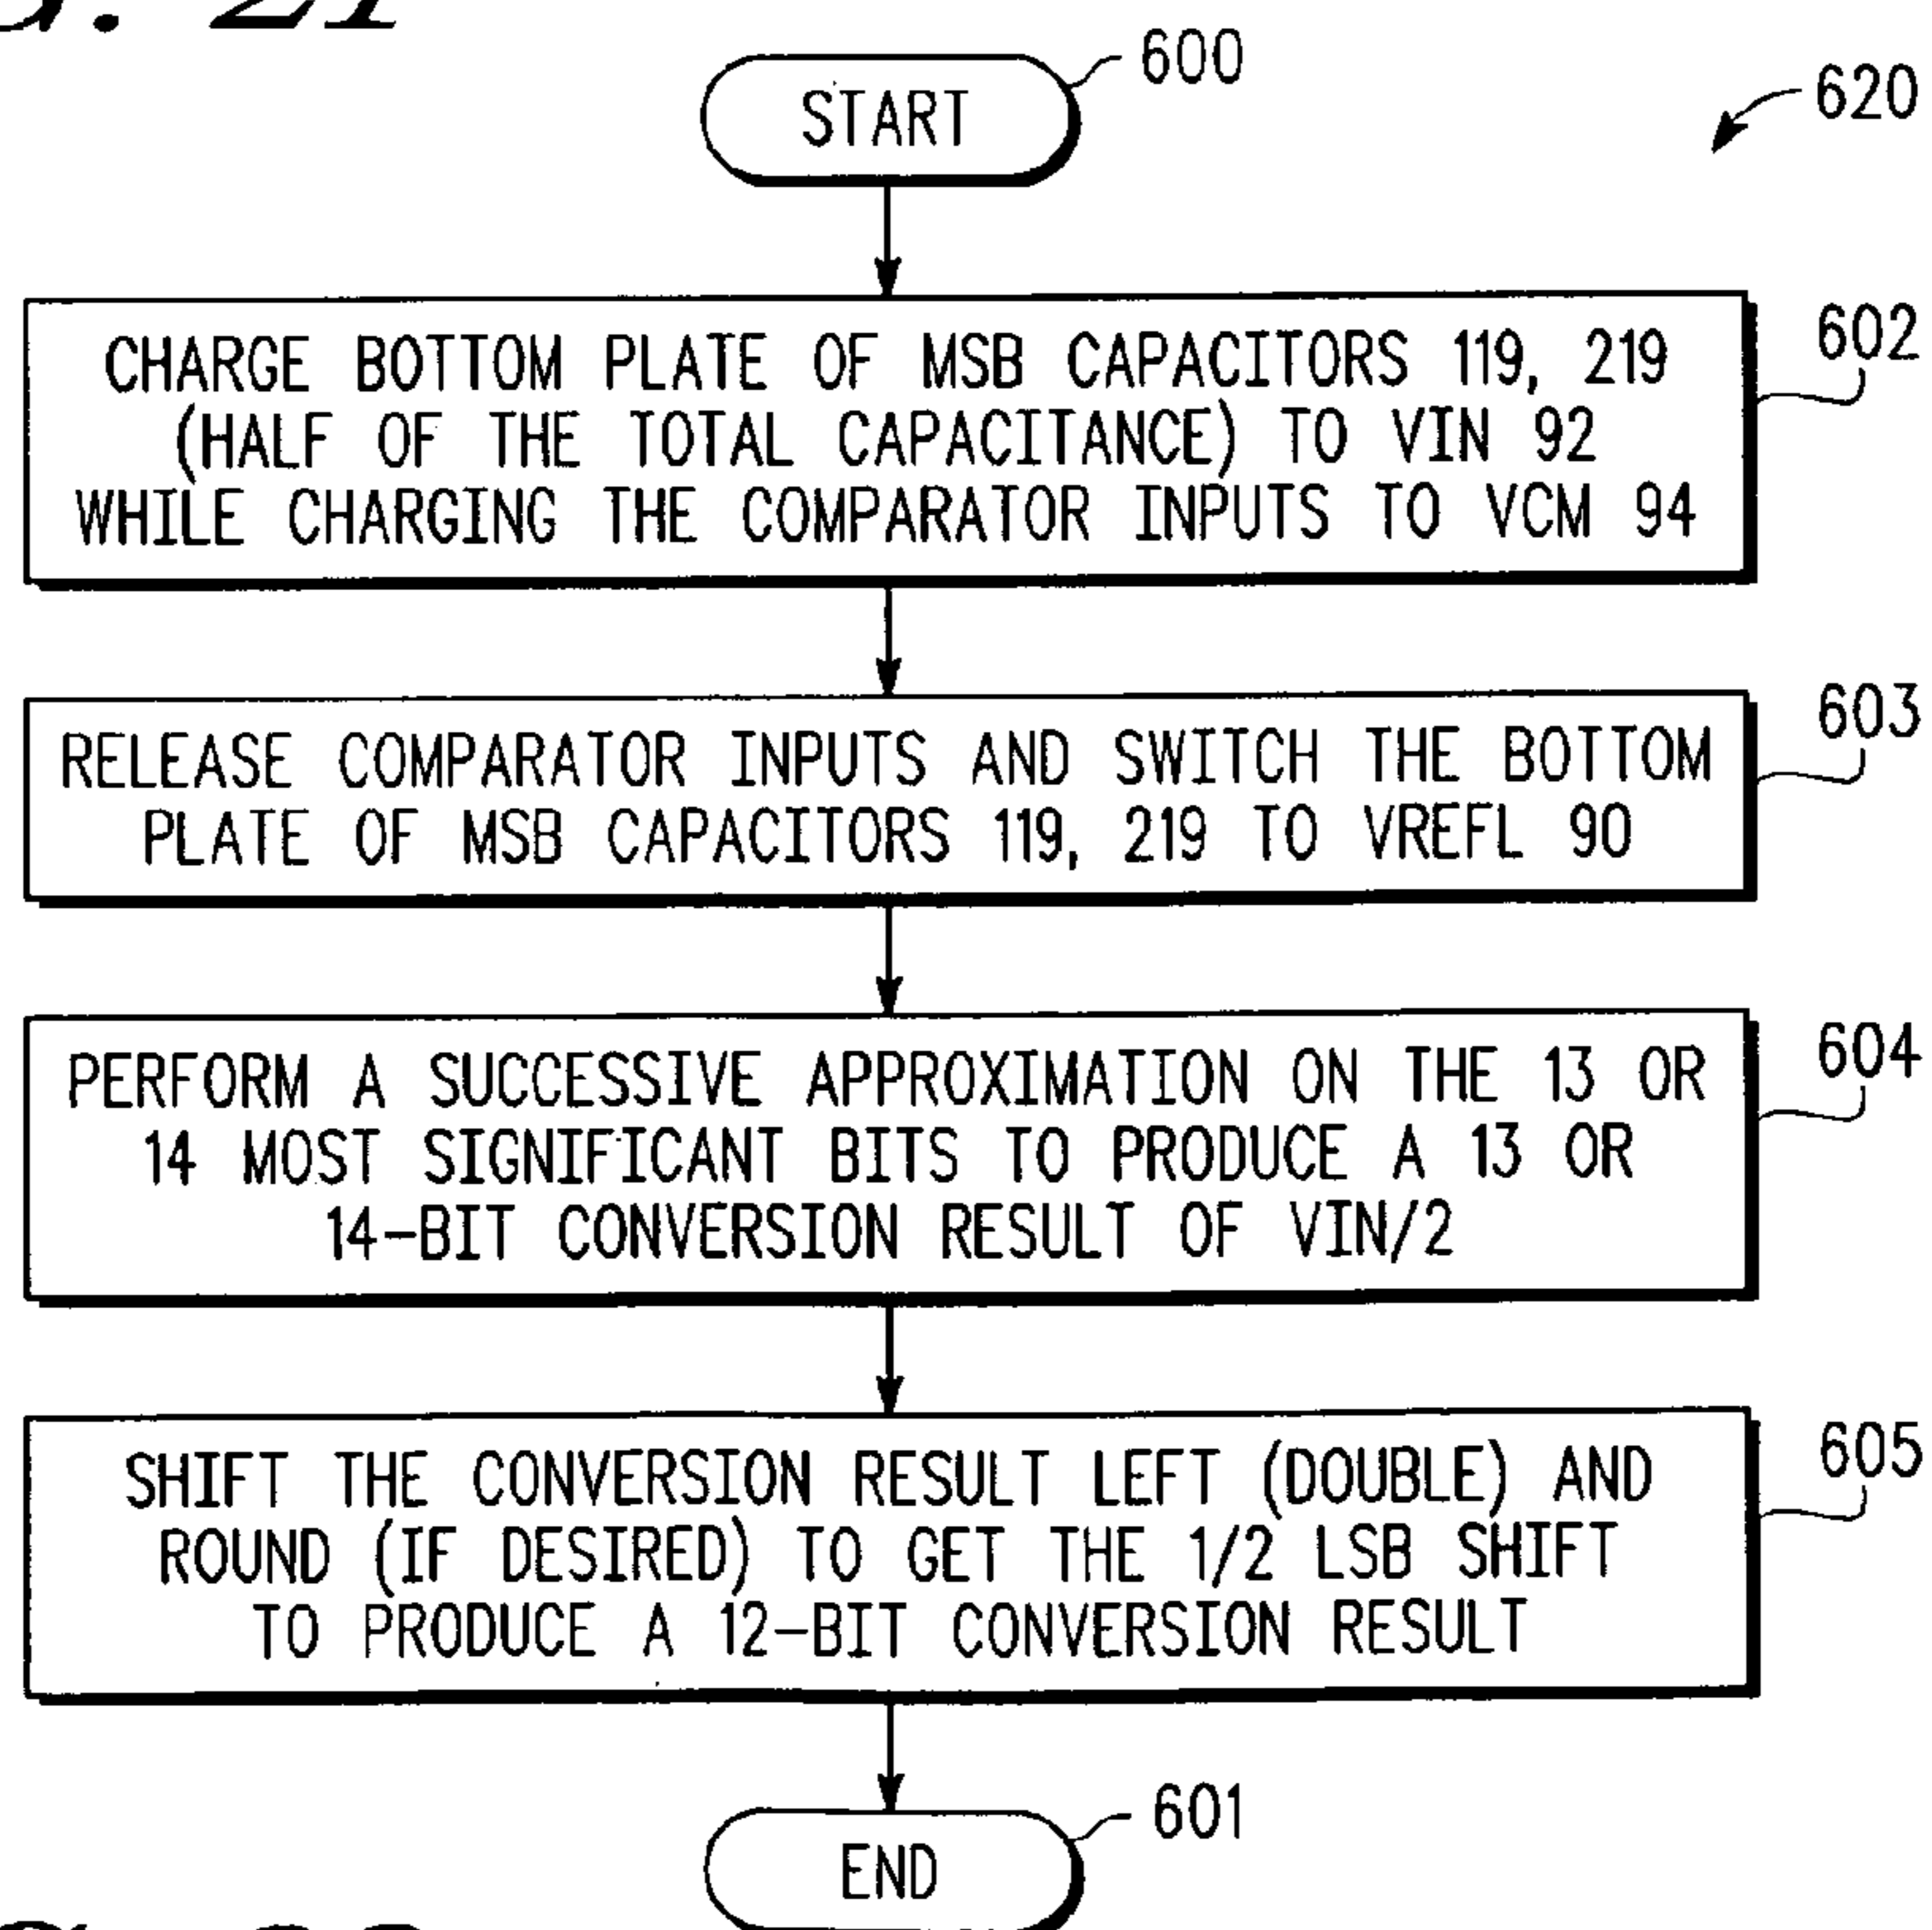 G. 21
START
600
620
CHARGE BOTTOM PLATE OF MSB CAPACITORS 119, 219
(HALF OF THE TOTAL CAPACITANCE) TO VIN 92
WHILE CHARGING THE COMPARATOR INPUTS TO VCM 94
602
RELEASE COMPARATOR INPUTS AND SWITCH THE BOTTOM
PLATE OF MSB CAPACITORS 119, 219 TO VREFL 90
603
PERFORM A SUCCESSIVE APPROXIMATION ON THE 13 OR
14 MOST SIGNIFICANT BITS TO PRODUCE A 13 OR
14-BIT CONVERSION RESULT OF VIN/2
604
SHIFT THE CONVERSION RESULT LEFT (DOUBLE) AND
ROUND (IF DESIRED) TO GET THE 1/2 LSB SHIFT
TO PRODUCE A 12-BIT CONVERSION RESULT
605
END
601